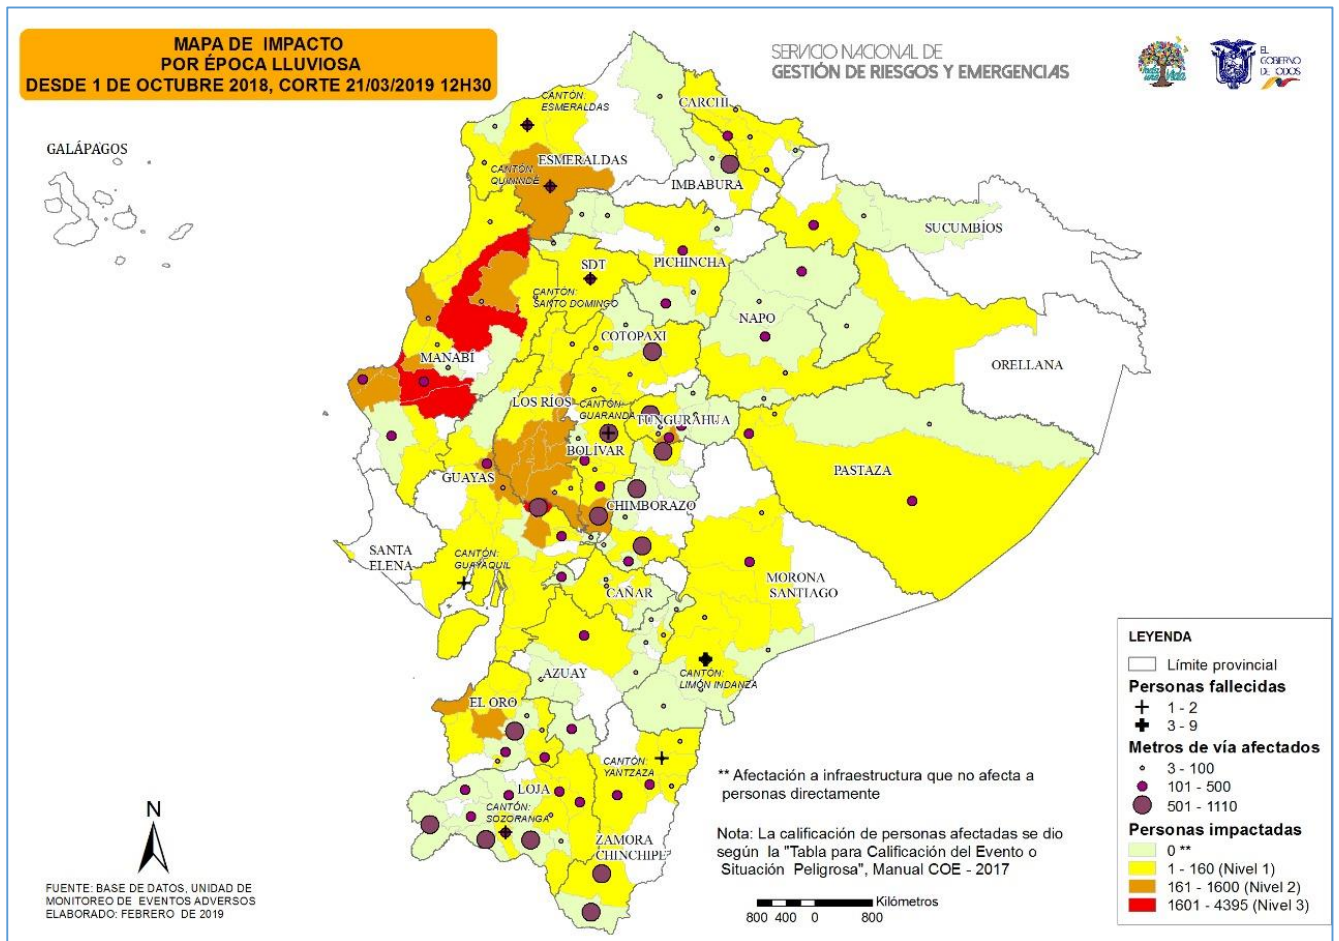 MAPA DE IMPACTO
POR ÉPOCA LLUVIOSA
DESDE 1 DE OCTUBRE 2018, CORTE 21/03/2019 12H30
SERVICIO NACIONAL DE
GESTIÓN DE RIESGOS Y EMERGENCIAS
EL
GOBIERNO
DE TODOS
GALÁPAGOS
CANTÓN:
ESMERALDAS
CARCHI
ESMERALDAS
CANTÓN:
QUININDÉ
IMBABURA
SUCUMBÍOS
SDT
PICHINCHA
CANTÓN:
SANTO DOMINGO
NAPO
COTOPAXI
MANABÍ
ORELLANA
LOS RÍOS
CANTÓN:
GUARANDA
TUNGURAHUA
BOLÍVAR
PASTAZA
GUAYAS
CHIMBORAZO
SANTA
ELENA
CANTÓN:
GUAYAQUIL
CAÑAR
MORONA
SANTIAGO
AZUAY
CANTÓN:
LIMÓN INDANZA
EL ORO
CANTÓN:
YANTZAZA
LOJA
CANTÓN:
SOZORANGA
ZAMORA
CHINCHIPE
** Afectación a infraestructura que no afecta a
personas directamente
Nota: La calificación de personas afectadas se dio
según la "Tabla para Calificación del Evento o
Situación Peligrosa", Manual COE - 2017
800 400 0 800 Kilómetros
N
FUENTE: BASE DE DATOS, UNIDAD DE
MONITOREO DE EVENTOS ADVERSOS
ELABORADO: FEBRERO DE 2019
LEYENDA
Límite provincial
Personas fallecidas
1 - 2
3 - 9
Metros de vía afectados
3 - 100
101 - 500
501 - 1110
Personas impactadas
0 **
1 - 160 (Nivel 1)
161 - 1600 (Nivel 2)
1601 - 4395 (Nivel 3)